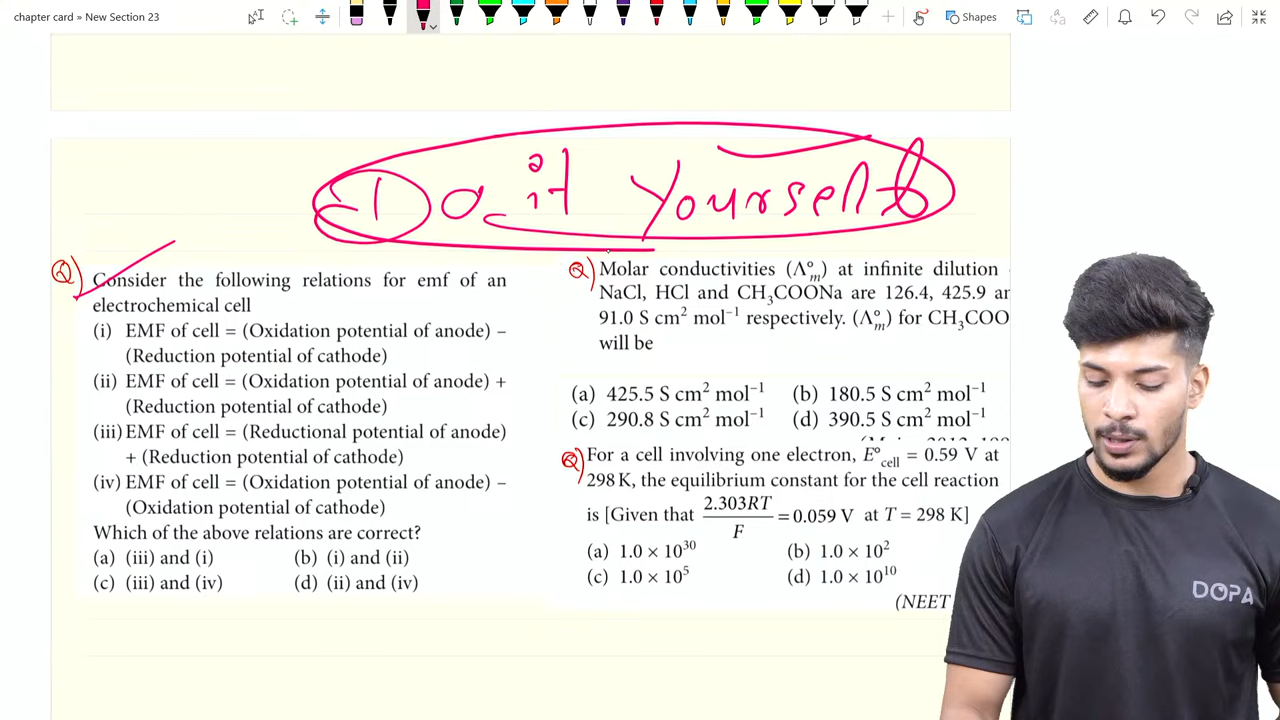 chapter card » New Section 23
Shapes
Do it Yourself
Q) Consider the following relations for emf of an
electrochemical cell
(i) EMF of cell = (Oxidation potential of anode) –
(Reduction potential of cathode)
(ii) EMF of cell = (Oxidation potential of anode) +
(Reduction potential of cathode)
(iii) EMF of cell = (Reductional potential of anode)
+ (Reduction potential of cathode)
(iv) EMF of cell = (Oxidation potential of anode) –
(Oxidation potential of cathode)
Which of the above relations are correct?
(a) (iii) and (i) (b) (i) and (ii)
(c) (iii) and (iv) (d) (ii) and (iv)
Q) Molar conductivities (Λ°m) at infinite dilution
NaCl, HCl and CH₃COONa are 126.4, 425.9
91.0 S cm² mol⁻¹ respectively. (Λ°m) for CH₃COO
will be
(a) 425.5 S cm² mol⁻¹ (b) 180.5 S cm² mol⁻¹
(c) 290.8 S cm² mol⁻¹ (d) 390.5 S cm² mol⁻¹
Q) For a cell involving one electron, E°cell = 0.59 V at
298 K, the equilibrium constant for the cell reaction
is [Given that 2.303RT/F = 0.059 V at T = 298 K]
(a) 1.0 × 10³⁰ (b) 1.0 × 10²
(c) 1.0 × 10⁵ (d) 1.0 × 10¹⁰
(NEET
DOPA